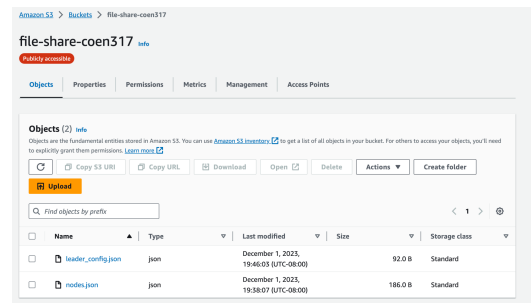 Amazon S3 > Buckets > file-share-coen317
file-share-coen317 Info
Publicly accessible
Objects Properties Permissions Metrics Management Access Points
Objects (2) Info
Objects are the fundamental entities stored in Amazon S3. You can use Amazon S3 inventory to get a list of all objects in your bucket. For others to access your objects, you'll need
to explicitly grant them permissions. Learn more
Copy S3 URI Copy URL Download Open Delete Actions Create folder
Upload
Find objects by prefix
< 1 >
Name Type Last modified Size Storage class
leader_config.json json December 1, 2023, 19:46:03 (UTC-08:00) 92.0 B Standard
nodes.json json December 1, 2023, 19:38:07 (UTC-08:00) 186.0 B Standard